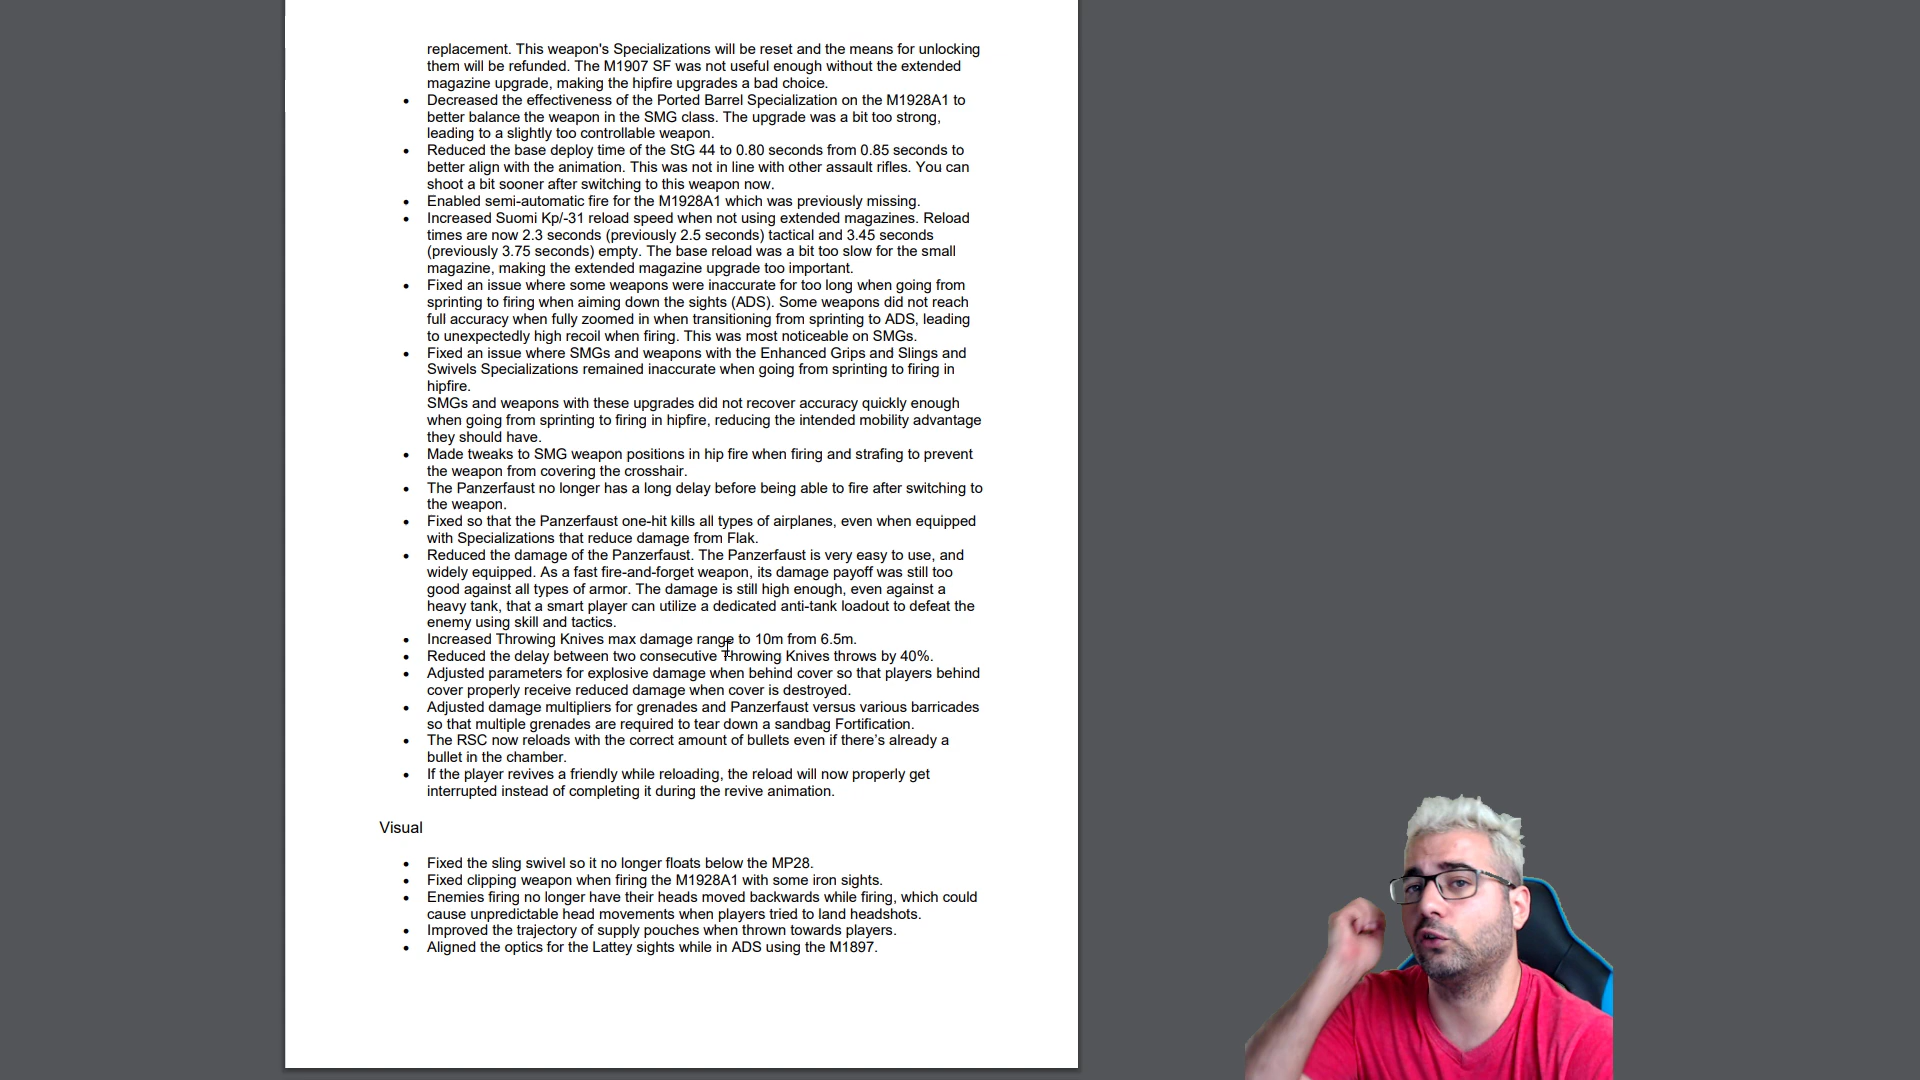 replacement. This weapon's Specializations will be reset and the means for unlocking
them will be refunded. The M1907 SF was not useful enough without the extended
magazine upgrade, making the hipfire upgrades a bad choice.
• Decreased the effectiveness of the Ported Barrel Specialization on the M1928A1 to
better balance the weapon in the SMG class. The upgrade was a bit too strong,
leading to a slightly too controllable weapon.
• Reduced the base deploy time of the StG 44 to 0.80 seconds from 0.85 seconds to
better align with the animation. This was not in line with other assault rifles. You can
shoot a bit sooner after switching to this weapon now.
• Enabled semi-automatic fire for the M1928A1 which was previously missing.
• Increased Suomi Kp/-31 reload speed when not using extended magazines. Reload
times are now 2.3 seconds (previously 2.5 seconds) tactical and 3.45 seconds
(previously 3.75 seconds) empty. The base reload was a bit too slow for the small
magazine, making the extended magazine upgrade too important.
• Fixed an issue where some weapons were inaccurate for too long when going from
sprinting to firing when aiming down the sights (ADS). Some weapons did not reach
full accuracy when fully zoomed in when transitioning from sprinting to ADS, leading
to unexpectedly high recoil when firing. This was most noticeable on SMGs.
• Fixed an issue where SMGs and weapons with the Enhanced Grips and Slings and
Swivels Specializations remained inaccurate when going from sprinting to firing in
hipfire.
SMGs and weapons with these upgrades did not recover accuracy quickly enough
when going from sprinting to firing in hipfire, reducing the intended mobility advantage
they should have.
• Made tweaks to SMG weapon positions in hip fire when firing and strafing to prevent
the weapon from covering the crosshair.
• The Panzerfaust no longer has a long delay before being able to fire after switching to
the weapon.
• Fixed so that the Panzerfaust one-hit kills all types of airplanes, even when equipped
with Specializations that reduce damage from Flak.
• Reduced the damage of the Panzerfaust. The Panzerfaust is very easy to use, and
widely equipped. As a fast fire-and-forget weapon, its damage payoff was still too
good against all types of armor. The damage is still high enough, even against a
heavy tank, that a smart player can utilize a dedicated anti-tank loadout to defeat the
enemy using skill and tactics.
• Increased Throwing Knives max damage range to 10m from 6.5m.
• Reduced the delay between two consecutive Throwing Knives throws by 40%.
• Adjusted parameters for explosive damage when behind cover so that players behind
cover properly receive reduced damage when cover is destroyed.
• Adjusted damage multipliers for grenades and Panzerfaust versus various barricades
so that multiple grenades are required to tear down a sandbag Fortification.
• The RSC now reloads with the correct amount of bullets even if there’s already a
bullet in the chamber.
• If the player revives a friendly while reloading, the reload will now properly get
interrupted instead of completing it during the revive animation.
Visual
• Fixed the sling swivel so it no longer floats below the MP28.
• Fixed clipping weapon when firing the M1928A1 with some iron sights.
• Enemies firing no longer have their heads moved backwards while firing, which could
cause unpredictable head movements when players tried to land headshots.
• Improved the trajectory of supply pouches when thrown towards players.
• Aligned the optics for the Lattey sights while in ADS using the M1897.